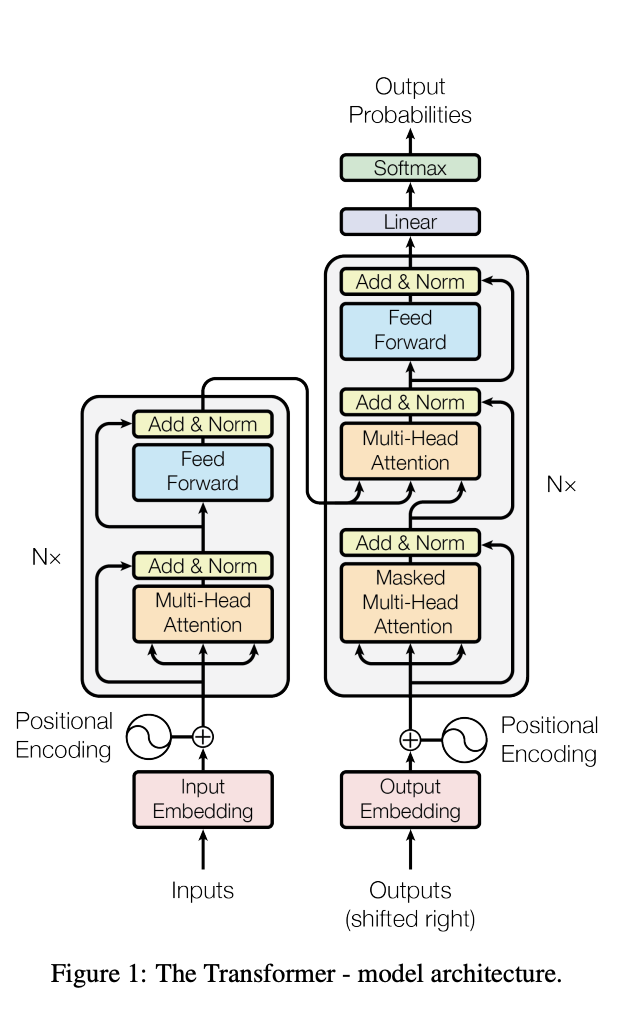 Output
Probabilities
Softmax
Linear
Add & Norm
Feed
Forward
Add & Norm
Multi-Head
Attention
Add & Norm
Masked
Multi-Head
Attention
N×
Positional
Encoding
Output
Embedding
Outputs
(shifted right)
Add & Norm
Feed
Forward
Add & Norm
Multi-Head
Attention
N×
Positional
Encoding
Input
Embedding
Inputs
Figure 1: The Transformer - model architecture.